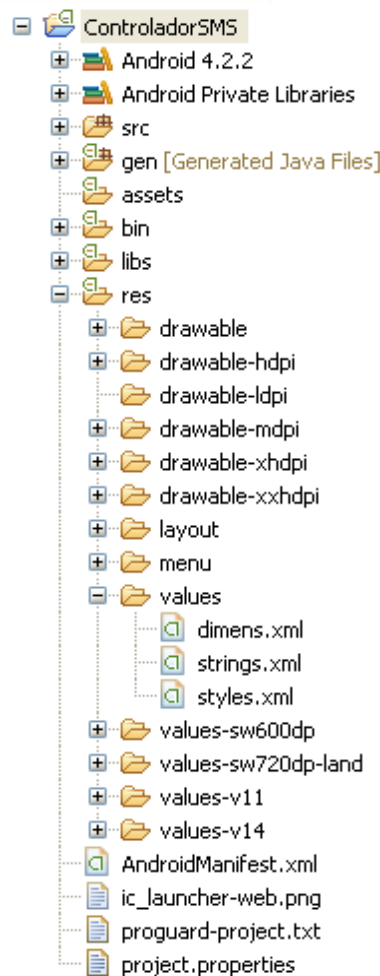 ControladorSMS
Android 4.2.2
Android Private Libraries
src
gen [Generated Java Files]
assets
bin
libs
res
drawable
drawable-hdpi
drawable-ldpi
drawable-mdpi
drawable-xhdpi
drawable-xxhdpi
layout
menu
values
dimens.xml
strings.xml
styles.xml
values-sw600dp
values-sw720dp-land
values-v11
values-v14
AndroidManifest.xml
ic_launcher-web.png
proguard-project.txt
project.properties